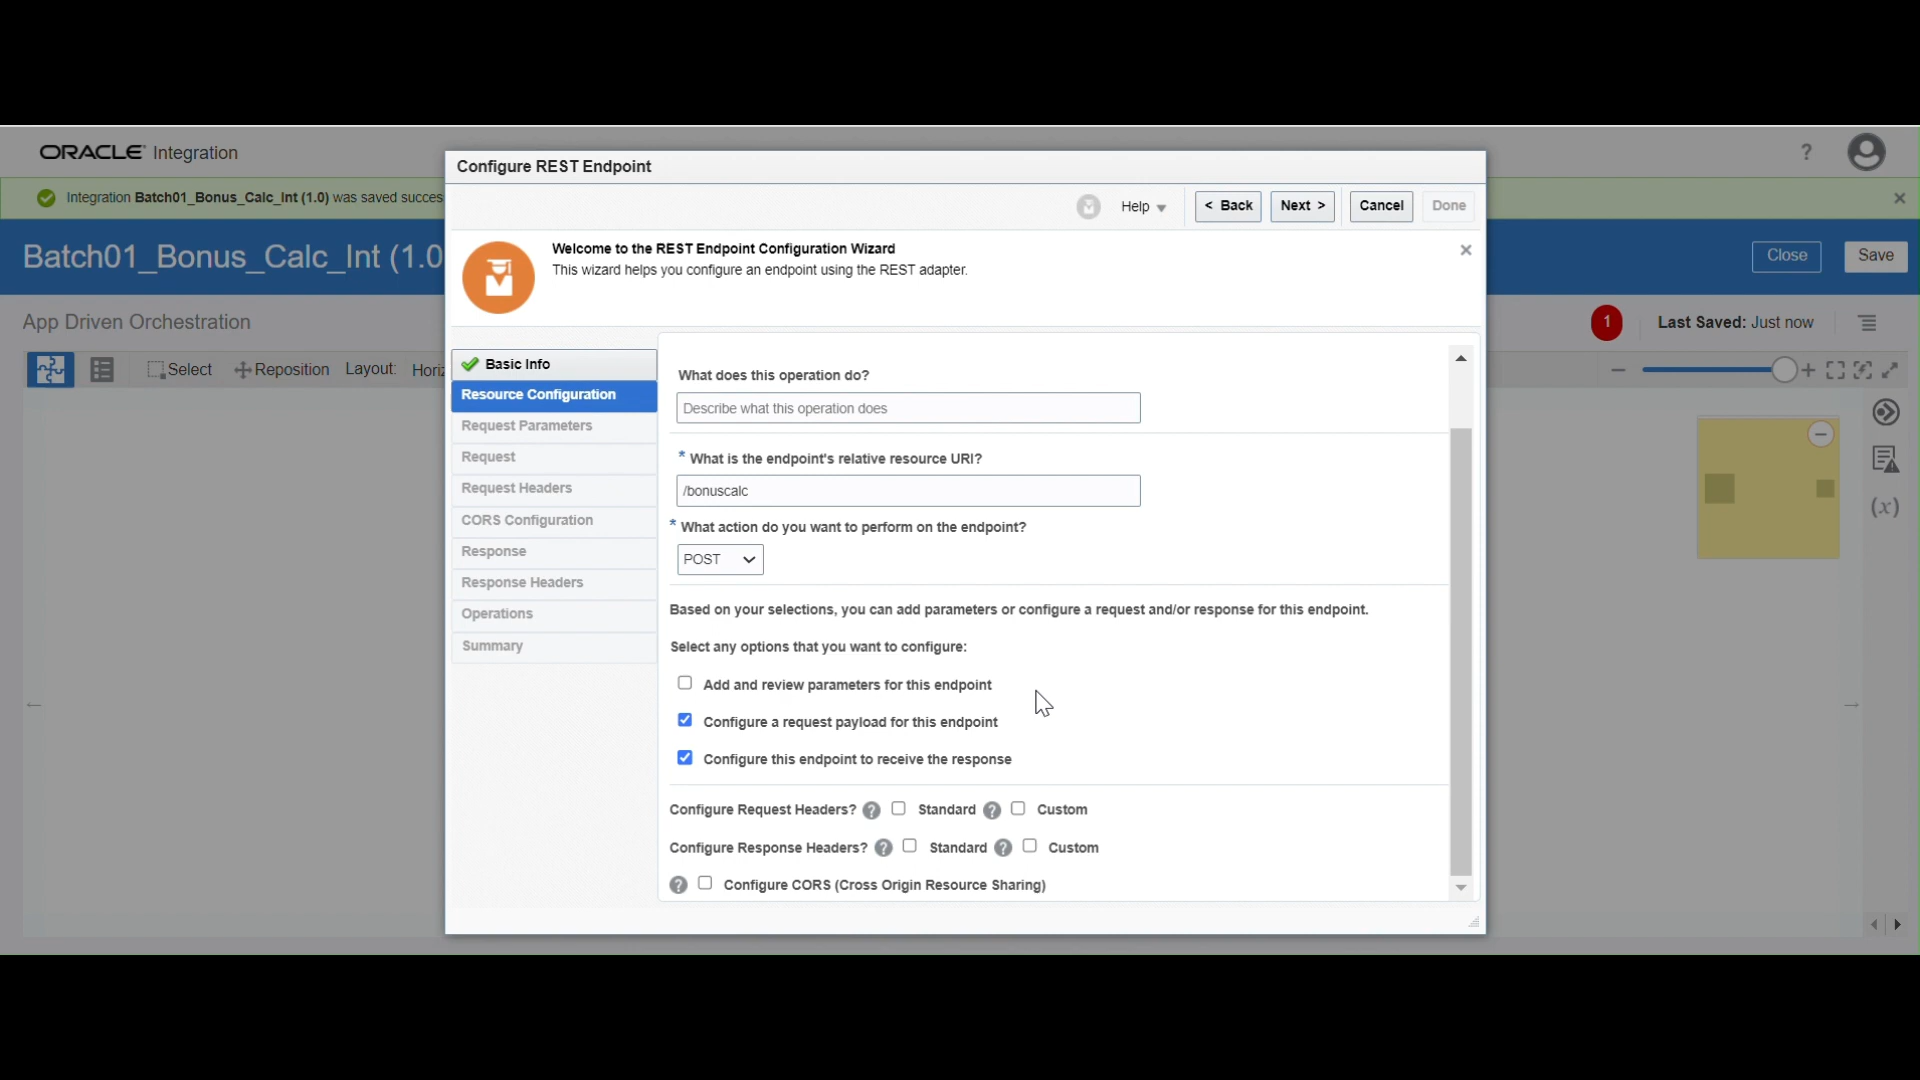 ORACLE Integration
?
Integration Batch01_Bonus_Calc_Int (1.0) was saved succes
Batch01_Bonus_Calc_Int (1.0
Close
Save
App Driven Orchestration
1
Last Saved: Just now
Select
Reposition
Layout:
Horiz
(x)
Configure REST Endpoint
Help
< Back
Next >
Cancel
Done
Welcome to the REST Endpoint Configuration Wizard
This wizard helps you configure an endpoint using the REST adapter.
Basic Info
Resource Configuration
Request Parameters
Request
Request Headers
CORS Configuration
Response
Response Headers
Operations
Summary
What does this operation do?
Describe what this operation does
* What is the endpoint's relative resource URI?
/bonuscalc
* What action do you want to perform on the endpoint?
POST
Based on your selections, you can add parameters or configure a request and/or response for this endpoint.
Select any options that you want to configure:
Add and review parameters for this endpoint
Configure a request payload for this endpoint
Configure this endpoint to receive the response
Configure Request Headers? ? Standard ? Custom
Configure Response Headers? ? Standard ? Custom
? Configure CORS (Cross Origin Resource Sharing)